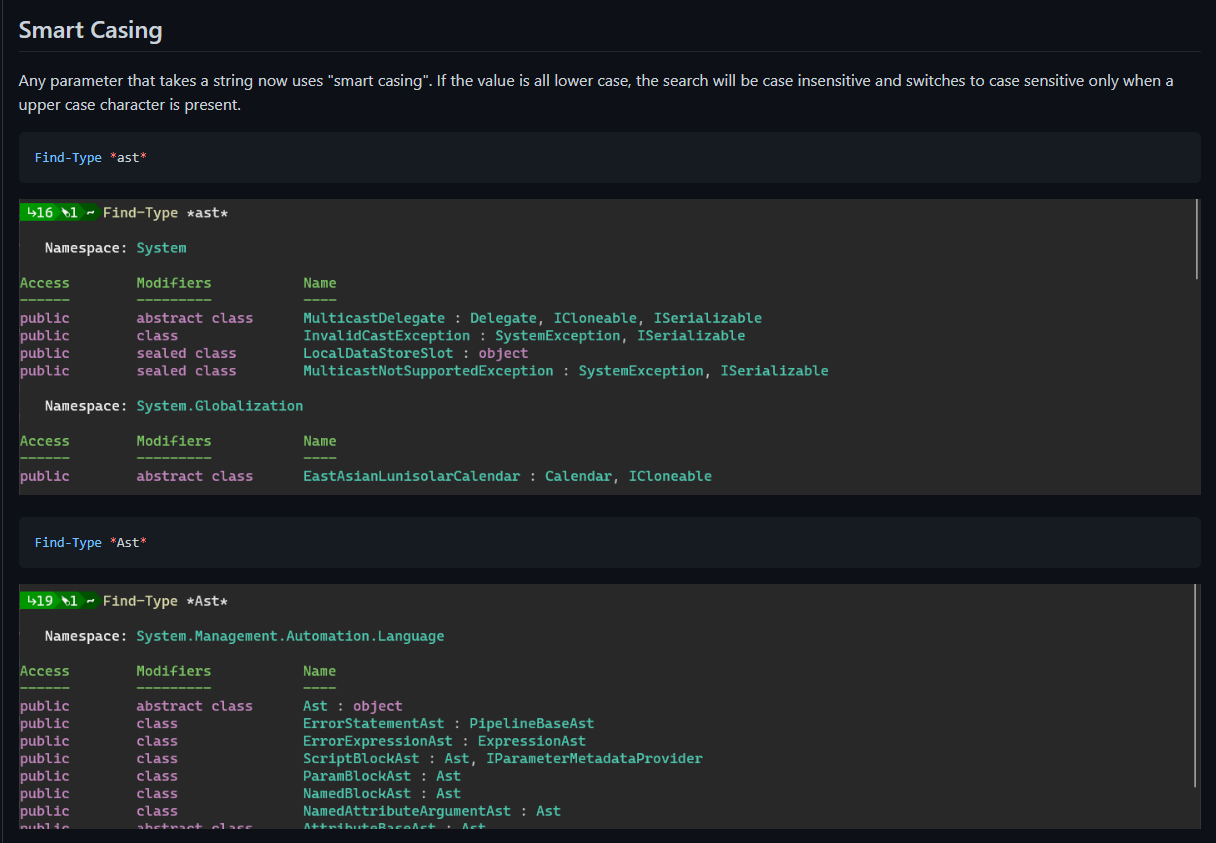 Smart Casing
Any parameter that takes a string now uses "smart casing". If the value is all lower case, the search will be case insensitive and switches to case sensitive only when a
upper case character is present.
Find-Type *ast*
↳16 1 ~ Find-Type *ast*
Namespace: System
Access Modifiers Name
------ --------- ----
public abstract class MulticastDelegate : Delegate, ICloneable, ISerializable
public class InvalidCastException : SystemException, ISerializable
public sealed class LocalDataStoreSlot : object
public sealed class MulticastNotSupportedException : SystemException, ISerializable
Namespace: System.Globalization
Access Modifiers Name
------ --------- ----
public abstract class EastAsianLunisolarCalendar : Calendar, ICloneable
Find-Type *Ast*
↳19 1 ~ Find-Type *Ast*
Namespace: System.Management.Automation.Language
Access Modifiers Name
------ --------- ----
public abstract class Ast : object
public class ErrorStatementAst : PipelineBaseAst
public class ErrorExpressionAst : ExpressionAst
public class ScriptBlockAst : Ast, IParameterMetadataProvider
public class ParamBlockAst : Ast
public class NamedBlockAst : Ast
public class NamedAttributeArgumentAst : Ast
public abstract class AttributeBaseAst : Ast